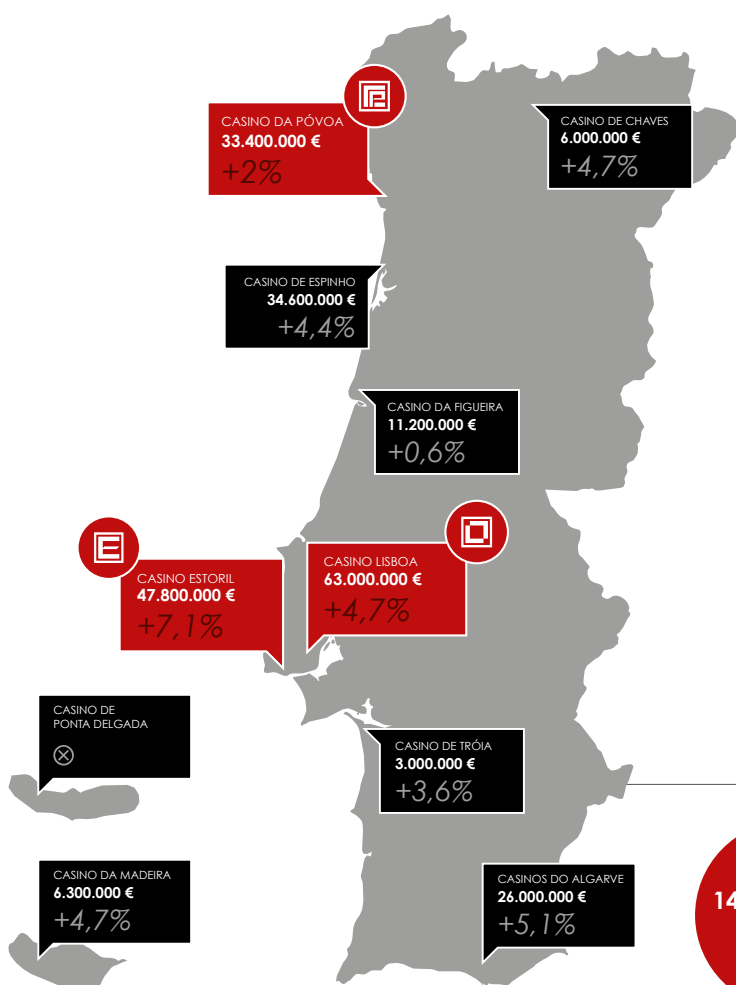 CASINO DA PÓVOA
33.400.000 €
+2%
CASINO DE CHAVES
6.000.000 €
+4,7%
CASINO DE ESPINHO
34.600.000 €
+4,4%
CASINO DA FIGUEIRA
11.200.000 €
+0,6%
CASINO ESTORIL
47.800.000 €
+7,1%
CASINO LISBOA
63.000.000 €
+4,7%
CASINO DE
PONTA DELGADA
CASINO DE TRÓIA
3.000.000 €
+3,6%
CASINO DA MADEIRA
6.300.000 €
+4,7%
CASINOS DO ALGARVE
26.000.000 €
+5,1%
14